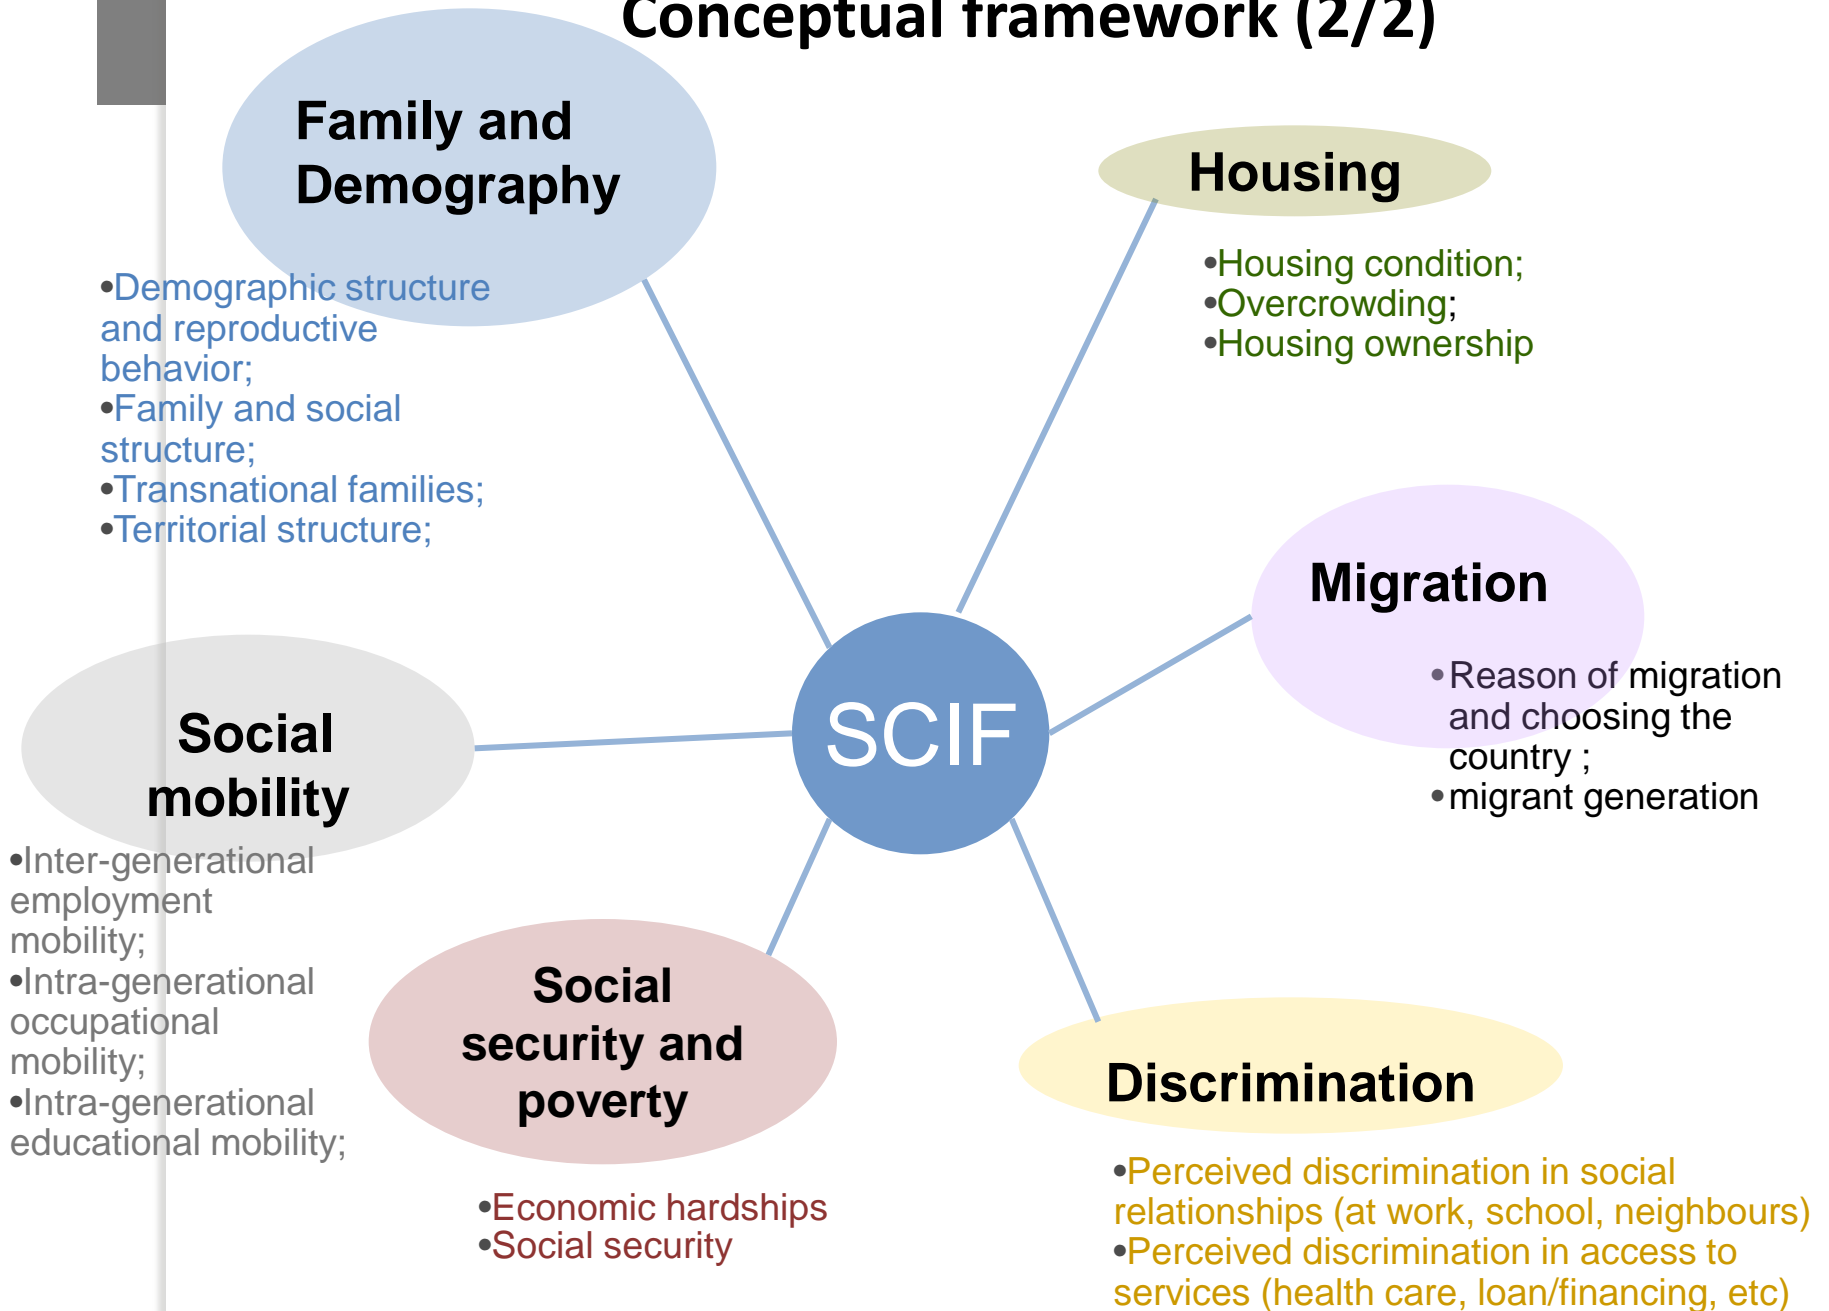 Conceptual framework (2/2)
Family and
Demography
•Demographic structure
and reproductive
behavior;
•Family and social
structure;
•Transnational families;
•Territorial structure;
Housing
•Housing condition;
•Overcrowding;
•Housing ownership
Migration
•Reason of migration
and choosing the
country ;
•migrant generation
SCIF
Social
mobility
•Inter-generational
employment
mobility;
•Intra-generational
occupational
mobility;
•Intra-generational
educational mobility;
Social
security and
poverty
•Economic hardships
•Social security
Discrimination
•Perceived discrimination in social
relationships (at work, school, neighbours)
•Perceived discrimination in access to
services (health care, loan/financing, etc)